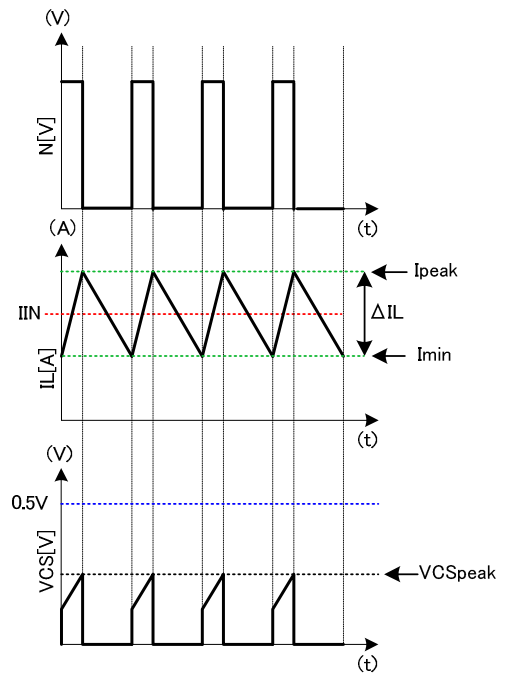 (V)
N[V]
(t)
(A)
Ipeak
IIN
ΔIL
IL[A]
Imin
(t)
(V)
0.5V
VCS[V]
VCSpeak
(t)